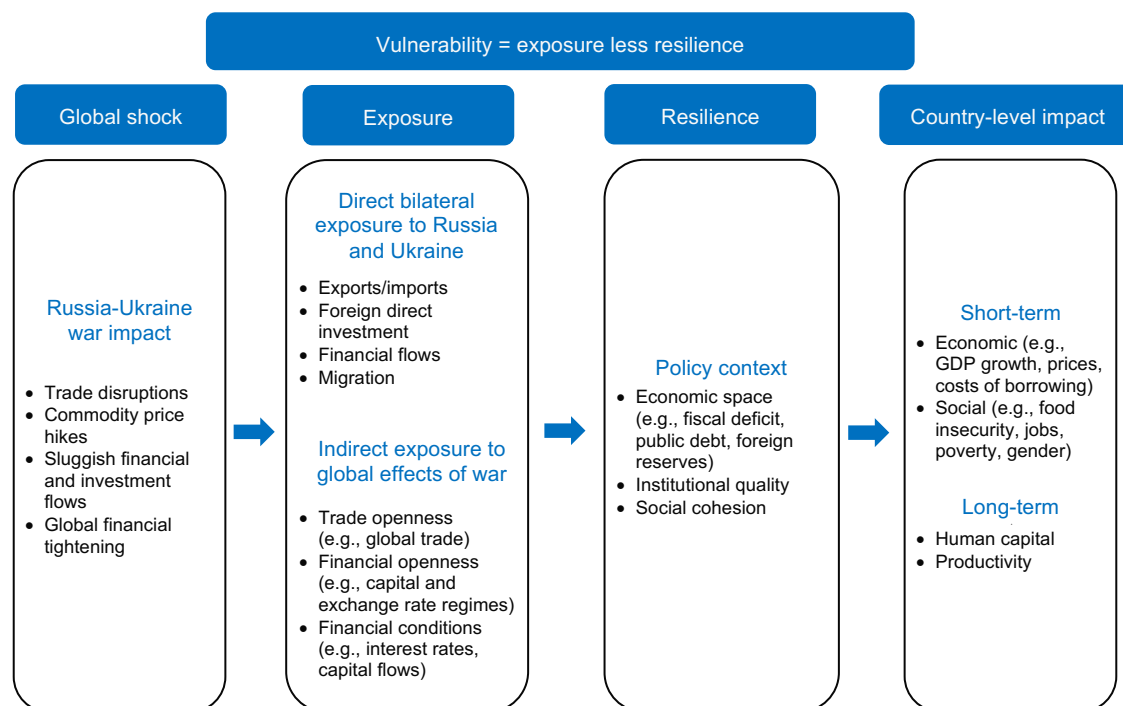 Vulnerability = exposure less resilience
Global shock
Russia-Ukraine
war impact
• Trade disruptions
• Commodity price
hikes
• Sluggish financial
and investment
flows
• Global financial
tightening
Exposure
Direct bilateral
exposure to Russia
and Ukraine
• Exports/imports
• Foreign direct
investment
• Financial flows
• Migration
Indirect exposure to
global effects of war
• Trade openness
(e.g., global trade)
• Financial openness
(e.g., capital and
exchange rate regimes)
• Financial conditions
(e.g., interest rates,
capital flows)
Resilience
Policy context
• Economic space
(e.g., fiscal deficit,
public debt, foreign
reserves)
• Institutional quality
• Social cohesion
Country-level impact
Short-term
• Economic (e.g.,
GDP growth, prices,
costs of borrowing)
• Social (e.g., food
insecurity, jobs,
poverty, gender)
Long-term
• Human capital
• Productivity